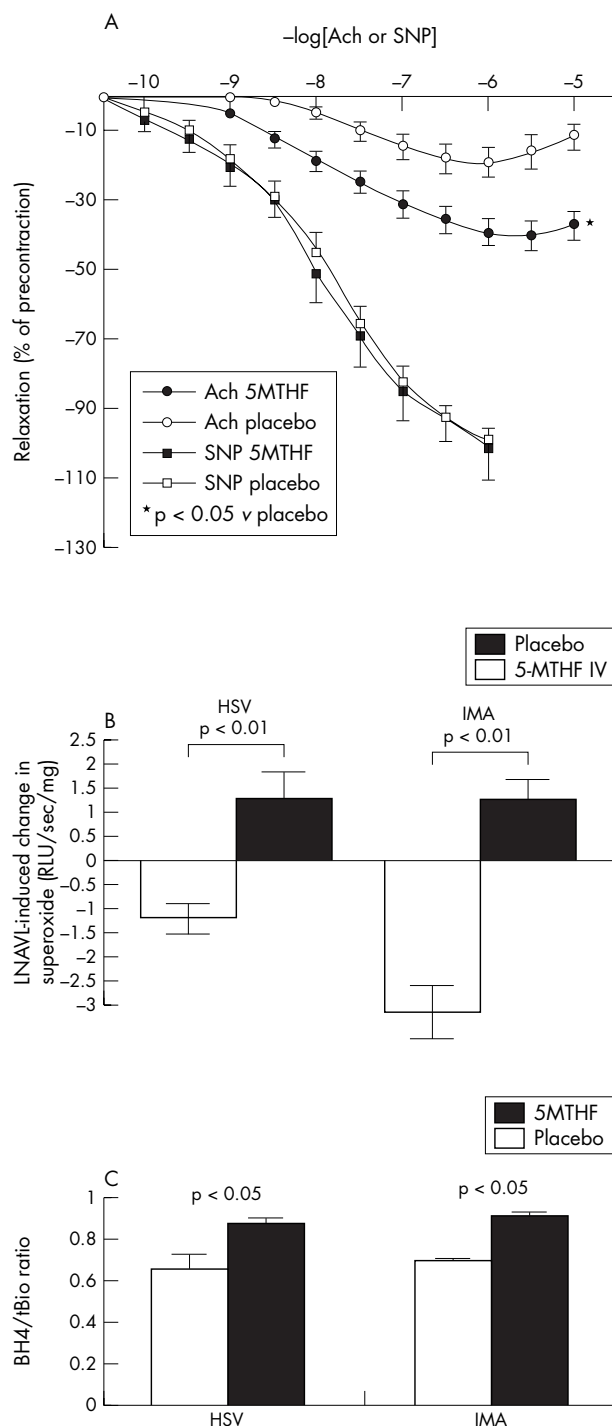 A
–log[Ach or SNP]
–10 –9 –8 –7 –6 –5
–10
–30
–50
–70
–90
–110
–130
Relaxation (% of precontraction)
Ach 5MTHF
Ach placebo
SNP 5MTHF
SNP placebo
★ p < 0.05 v placebo
★
Placebo
5-MTHF IV
B
HSV
p < 0.01
IMA
p < 0.01
2.5
2
1.5
1
0.5
0
–0.5
–1
–1.5
–2
–2.5
–3
LNAVL-induced change in
superoxide (RLU/sec/mg)
5MTHF
Placebo
C
p < 0.05
p < 0.05
1
0.8
0.6
0.4
0.2
0
BH4/tBio ratio
HSV
IMA